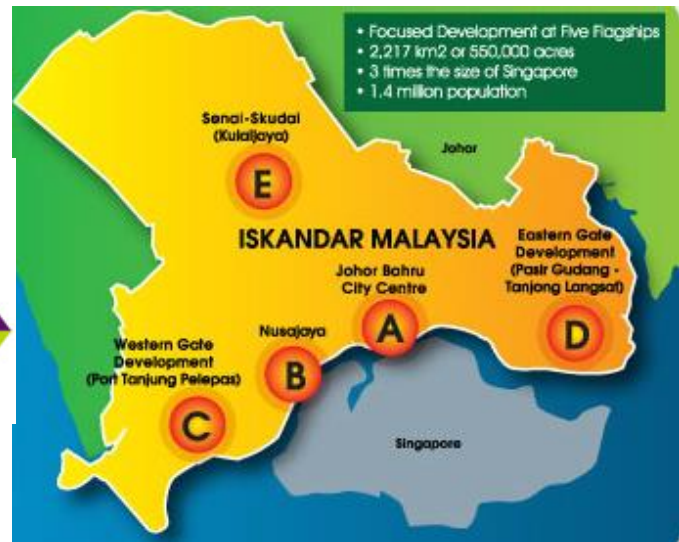 • Focused Development at Five Flagships
• 2,217 km2 or 550,000 acres
• 3 times the size of Singapore
• 1.4 million population
Senai-Skudai
(Kulaijaya)
E
Johor
ISKANDAR MALAYSIA
Eastern Gate
Development
(Pasir Gudang -
Tanjong Langsat)
D
Johor Bahru
City Centre
A
Nusajaya
B
Western Gate
Development
(Port Tanjung Pelepas)
C
Singapore